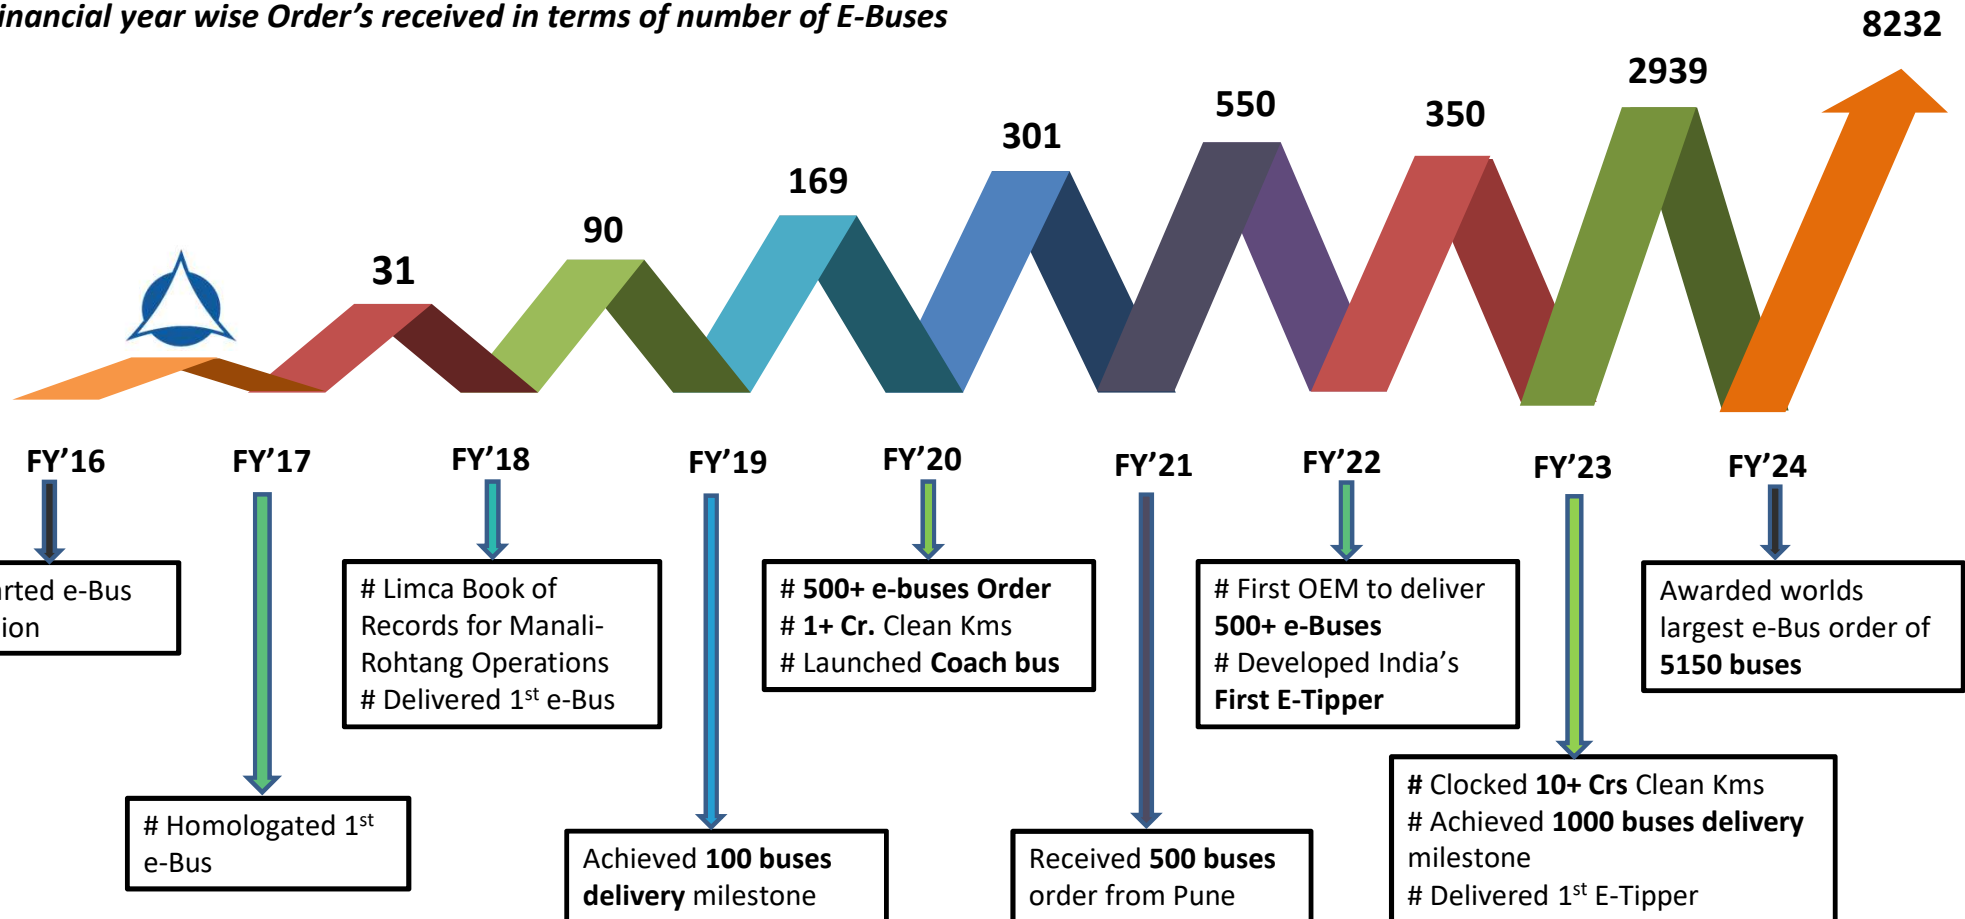 inancial year wise Order’s received in terms of number of E-Buses
8232
2939
550
350
301
169
90
31
FY’16
FY’17
FY’18
FY’19
FY’20
FY’21
FY’22
FY’23
FY’24
arted e-Bus
ion
# Homologated 1st
e-Bus
# Limca Book of
Records for Manali-
Rohtang Operations
# Delivered 1st e-Bus
Achieved 100 buses
delivery milestone
# 500+ e-buses Order
# 1+ Cr. Clean Kms
# Launched Coach bus
Received 500 buses
order from Pune
# First OEM to deliver
500+ e-Buses
# Developed India’s
First E-Tipper
# Clocked 10+ Crs Clean Kms
# Achieved 1000 buses delivery
milestone
# Delivered 1st E-Tipper
Awarded worlds
largest e-Bus order of
5150 buses